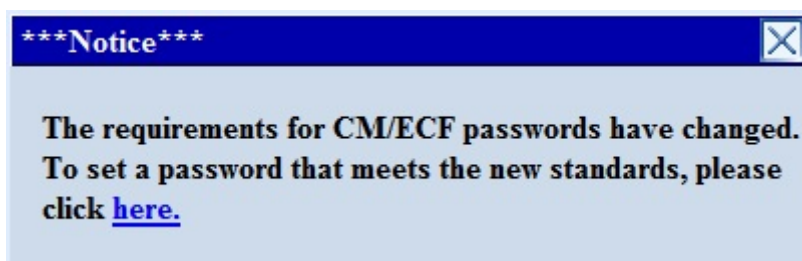 ***Notice***
The requirements for CM/ECF passwords have changed.
To set a password that meets the new standards, please
click here.